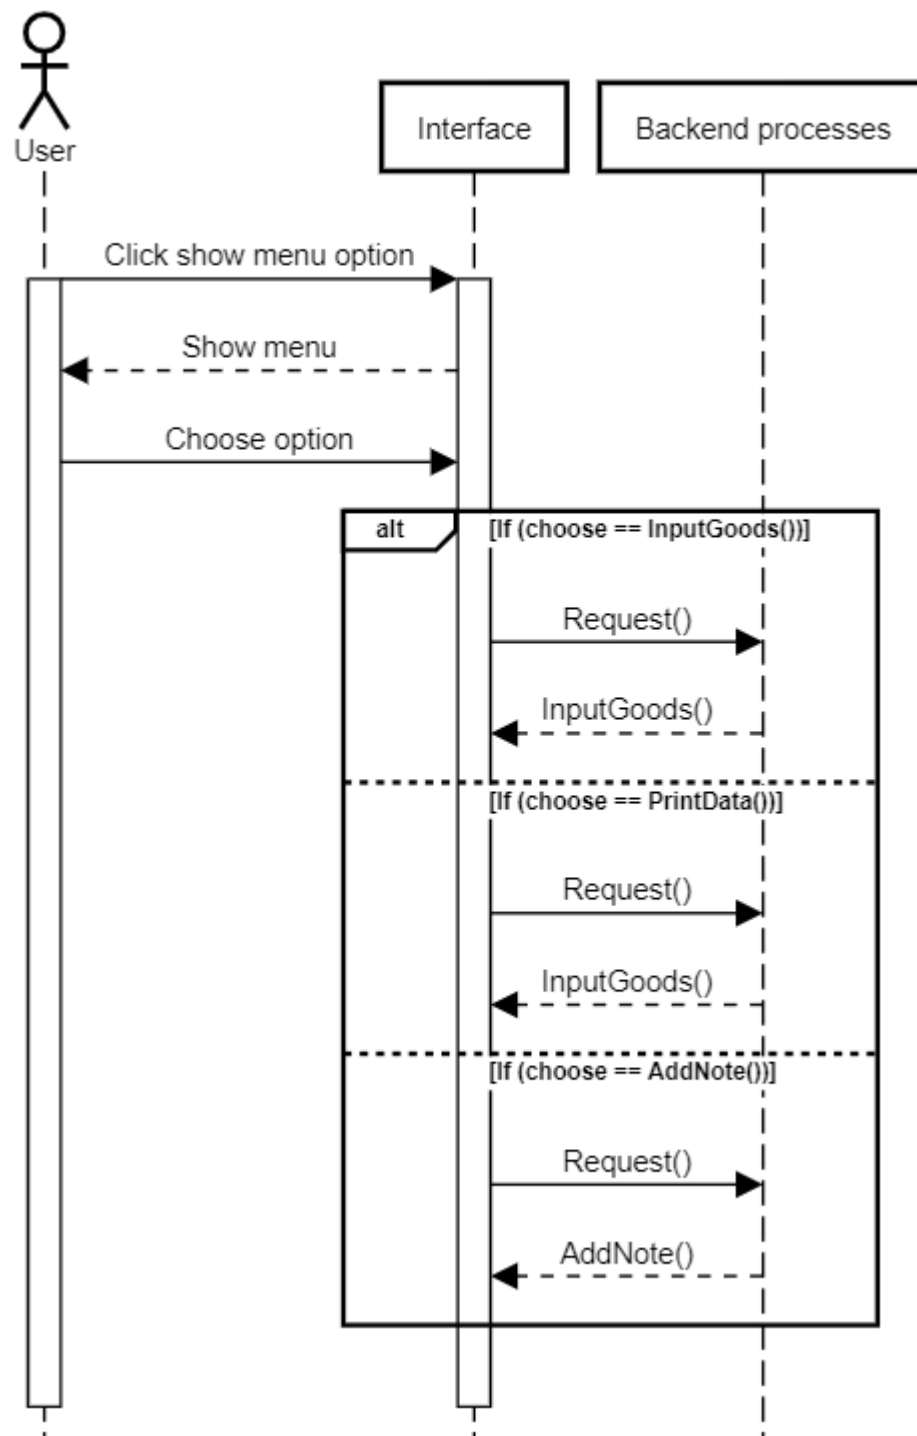 User
Interface
Backend processes
Click show menu option
Show menu
Choose option
alt
[If (choose == InputGoods())]
Request()
InputGoods()
[If (choose == PrintData())]
Request()
InputGoods()
[If (choose == AddNote())]
Request()
AddNote()